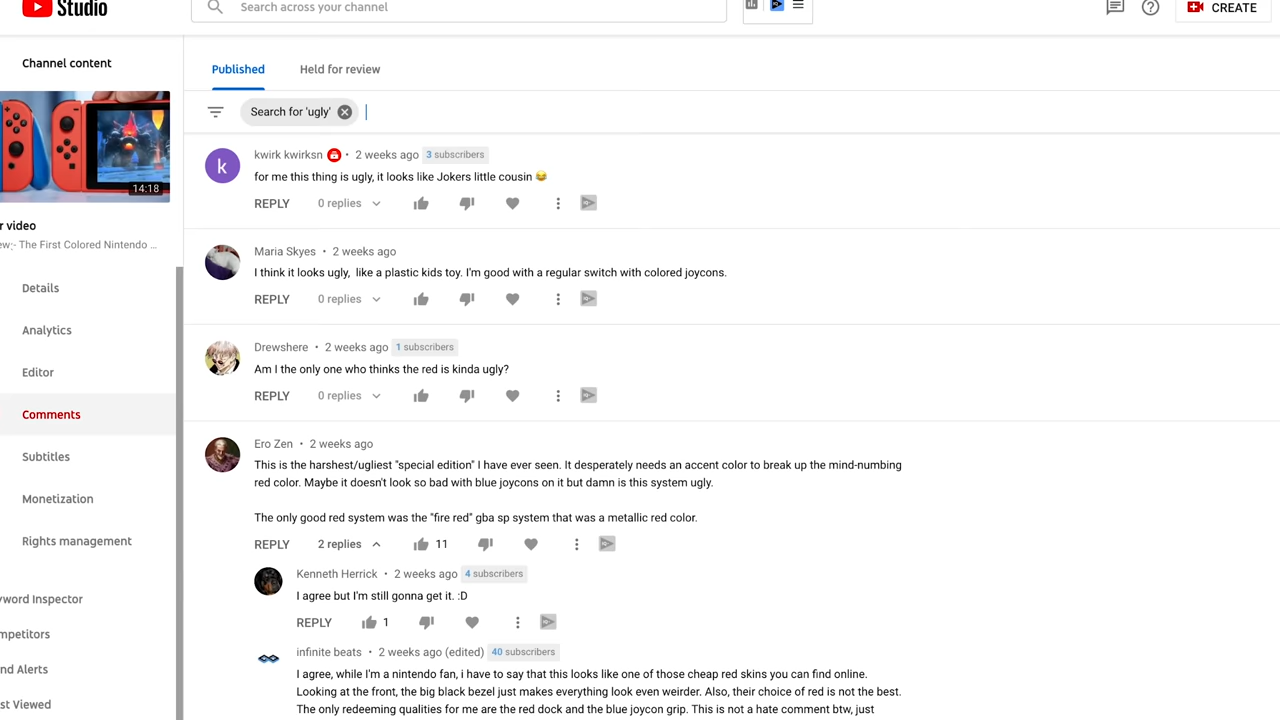 Studio
Search across your channel
CREATE
Channel content
14:18
r video
ew;- The First Colored Nintendo ...
Details
Analytics
Editor
Comments
Subtitles
Monetization
Rights management
yword Inspector
mpetitors
nd Alerts
st Viewed
Published
Held for review
Search for 'ugly'
k
kwirk kwirksn • 2 weeks ago 3 subscribers
for me this thing is ugly, it looks like Jokers little cousin 😂
REPLY 0 replies
Maria Skyes • 2 weeks ago
I think it looks ugly, like a plastic kids toy. I'm good with a regular switch with colored joycons.
REPLY 0 replies
Drewshere • 2 weeks ago 1 subscribers
Am I the only one who thinks the red is kinda ugly?
REPLY 0 replies
Ero Zen • 2 weeks ago
This is the harshest/ugliest "special edition" I have ever seen. It desperately needs an accent color to break up the mind-numbing
red color. Maybe it doesn't look so bad with blue joycons on it but damn is this system ugly.
The only good red system was the "fire red" gba sp system that was a metallic red color.
REPLY 2 replies 11
Kenneth Herrick • 2 weeks ago 4 subscribers
I agree but I'm still gonna get it. :D
REPLY 1
infinite beats • 2 weeks ago (edited) 40 subscribers
I agree, while I'm a nintendo fan, i have to say that this looks like one of those cheap red skins you can find online.
Looking at the front, the big black bezel just makes everything look even weirder. Also, their choice of red is not the best.
The only redeeming qualities for me are the red dock and the blue joycon grip. This is not a hate comment btw, just